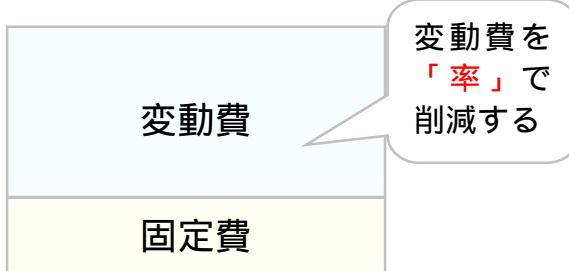 変動費を
「率」で
削減する
変動費
固定費